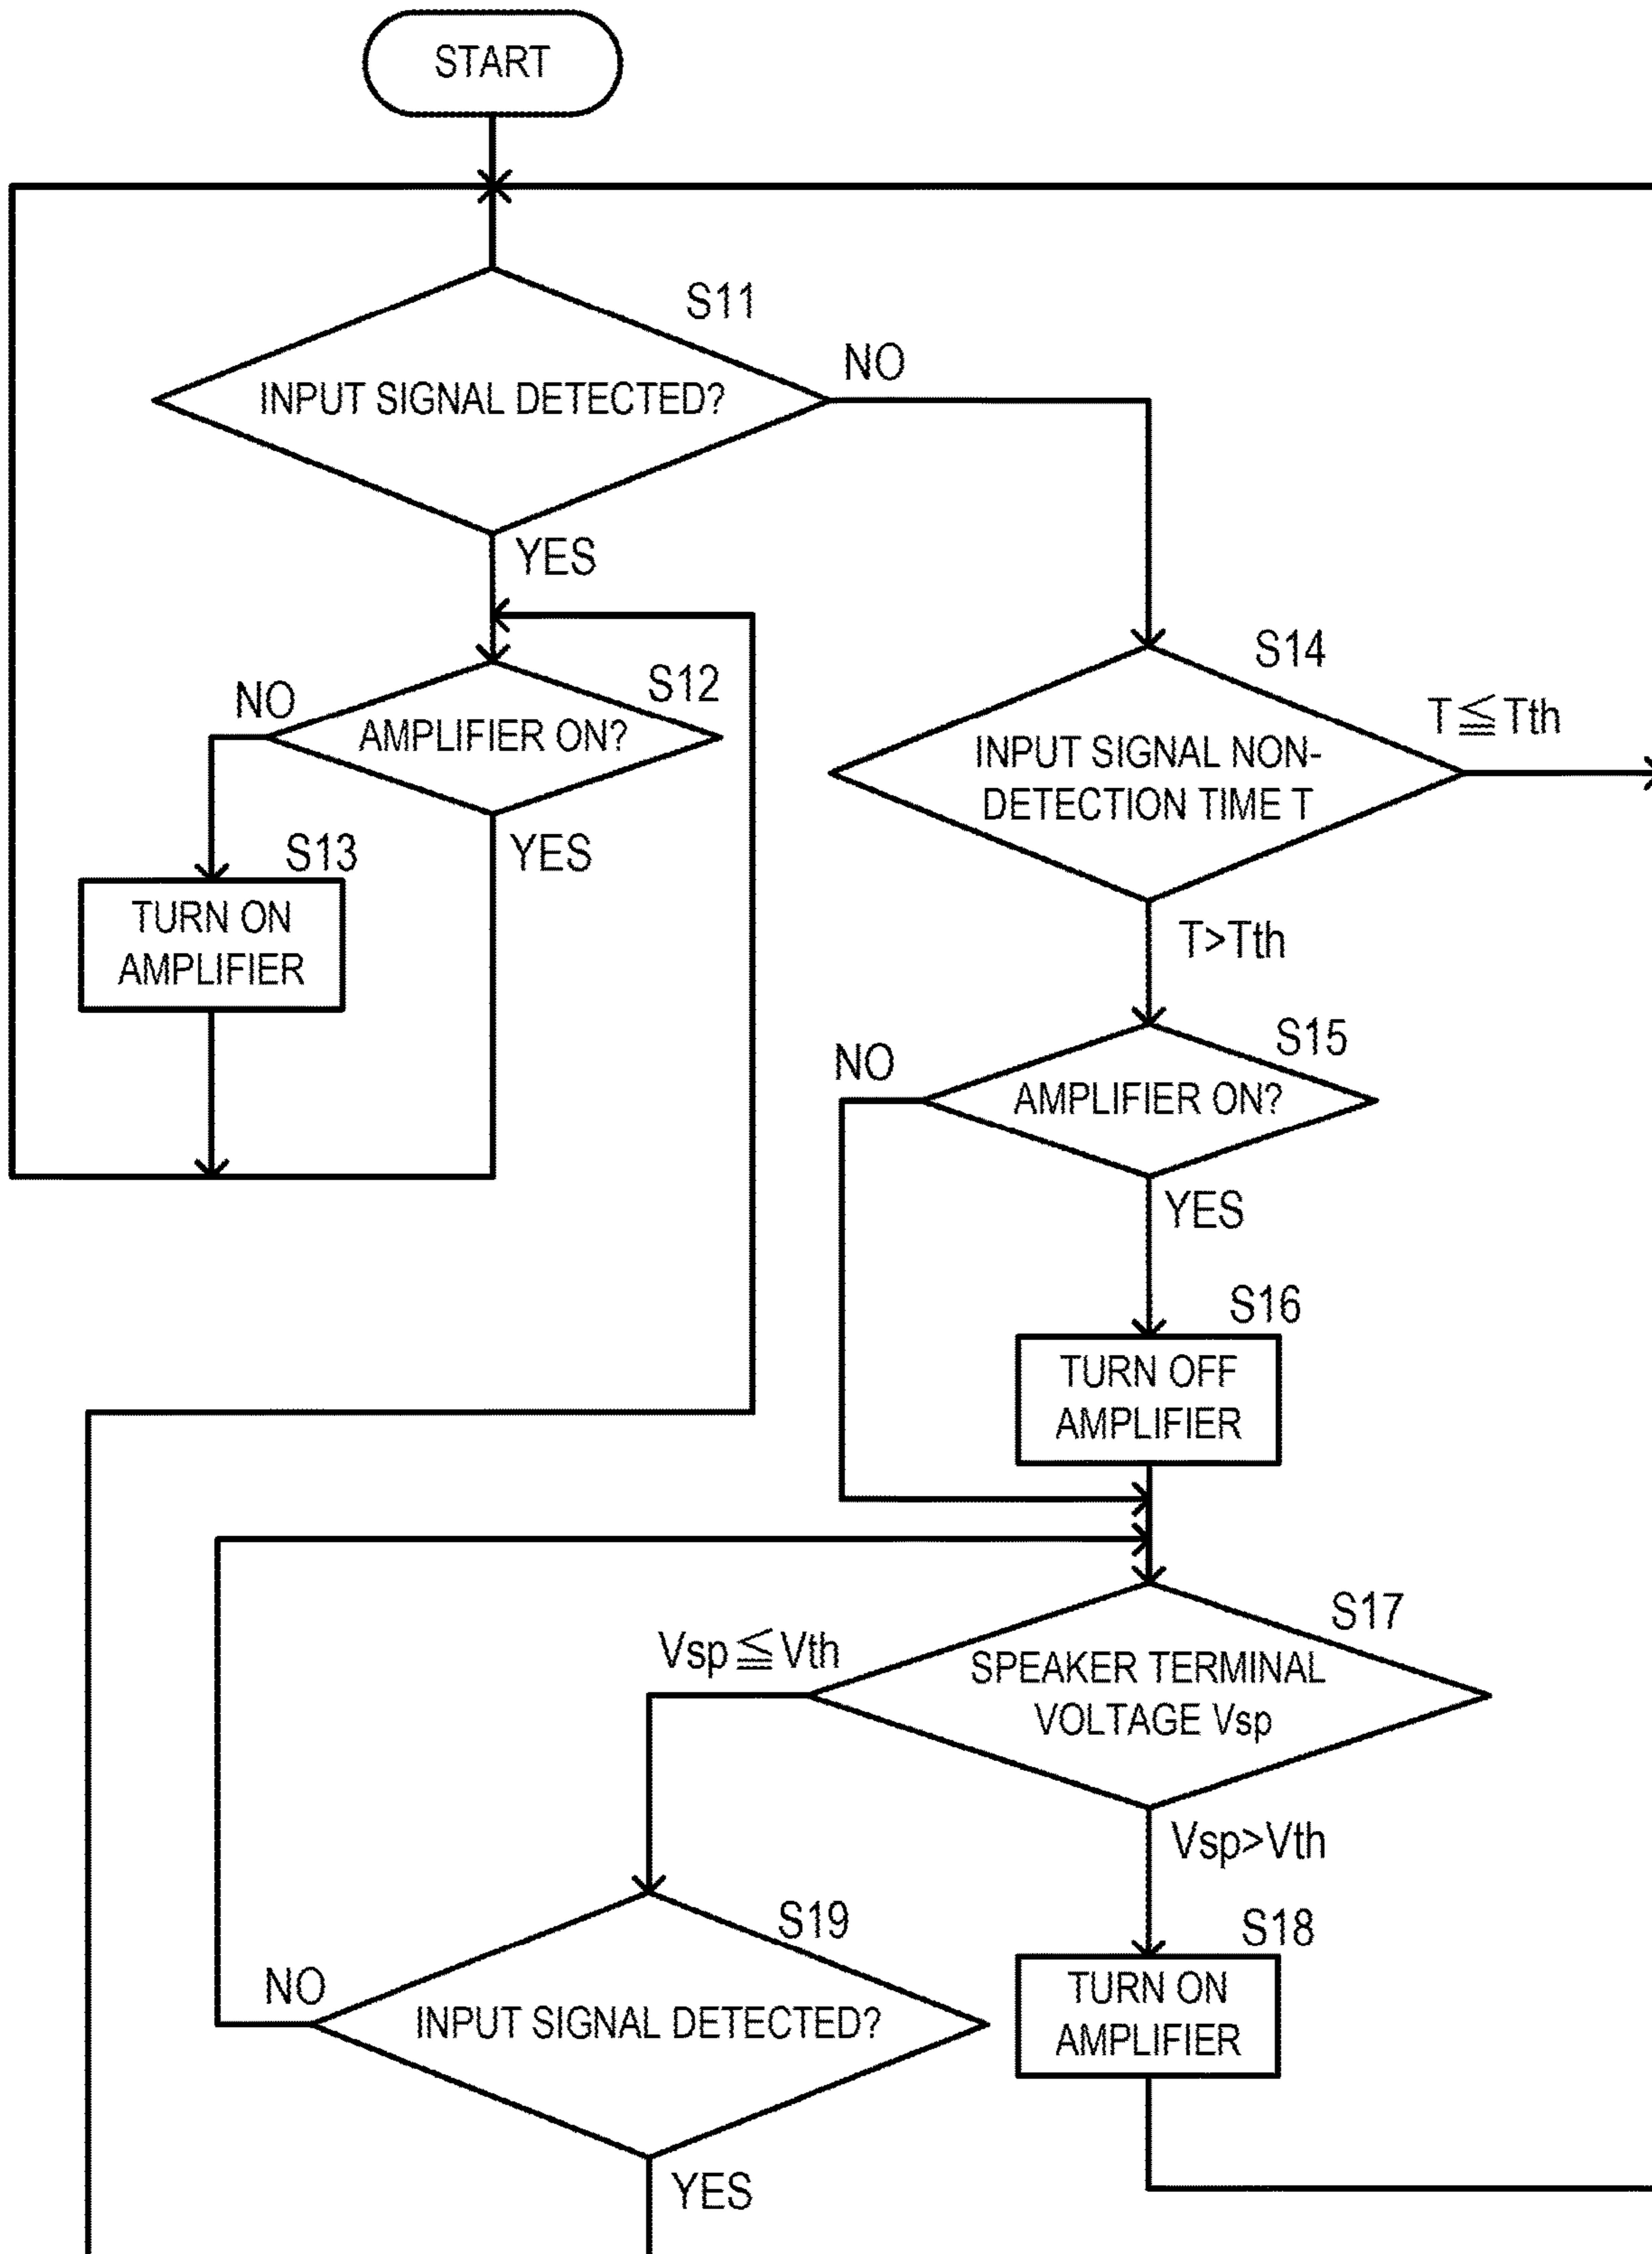 START
S11
INPUT SIGNAL DETECTED?
NO
YES
S12
NO
AMPLIFIER ON?
YES
S13
TURN ON
AMPLIFIER
S14
T≦Tth
INPUT SIGNAL NON-
DETECTION TIME T
T>Tth
S15
NO
AMPLIFIER ON?
YES
S16
TURN OFF
AMPLIFIER
S17
Vsp≦Vth
SPEAKER TERMINAL
VOLTAGE Vsp
Vsp>Vth
S18
TURN ON
AMPLIFIER
S19
NO
INPUT SIGNAL DETECTED?
YES